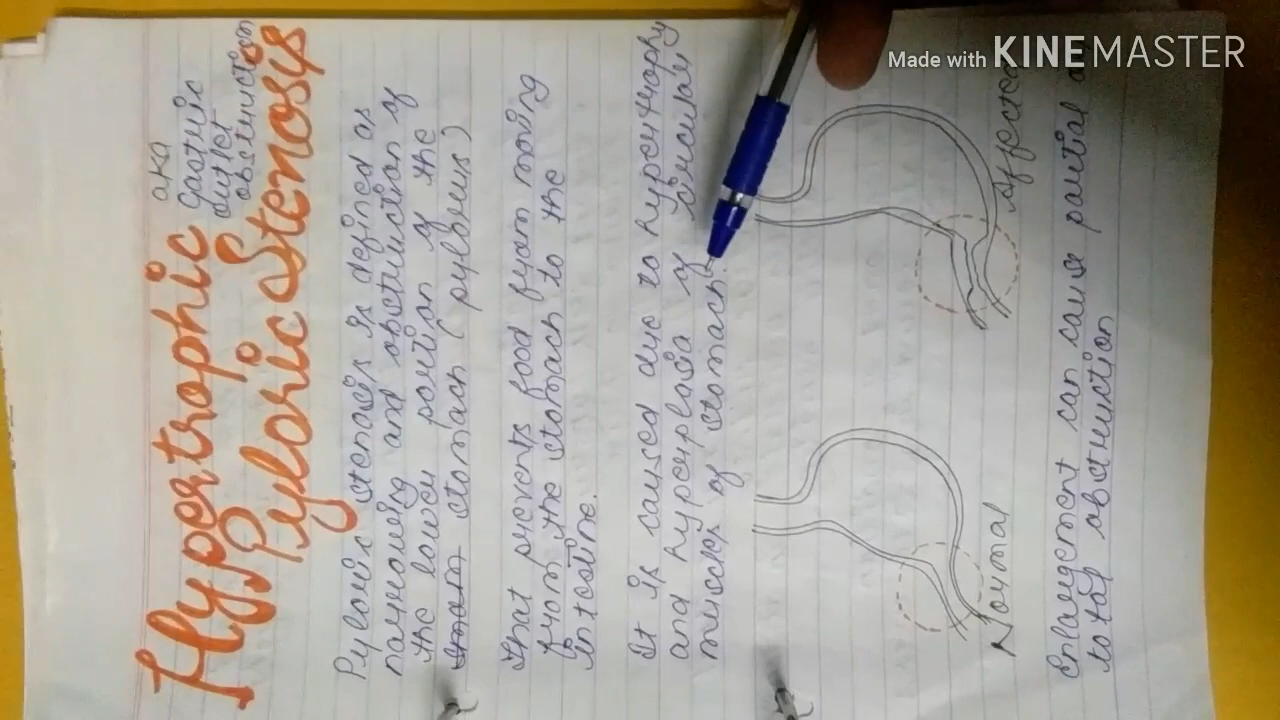 Hypertrophic
Pyloric Stenosis
aka
gastric
outlet
obstruction
Pyloric stenosis is defined as
narrowing and obstruction of
the lower portion of the
stomach (pylorus)
that prevents food from moving
from the stomach to the
intestine.
It is caused due to hypertrophy
and hyperplasia of circular
muscles of stomach.
Normal
Affected
Enlargement can cause partial
to total obstruction
Made with KINEMASTER